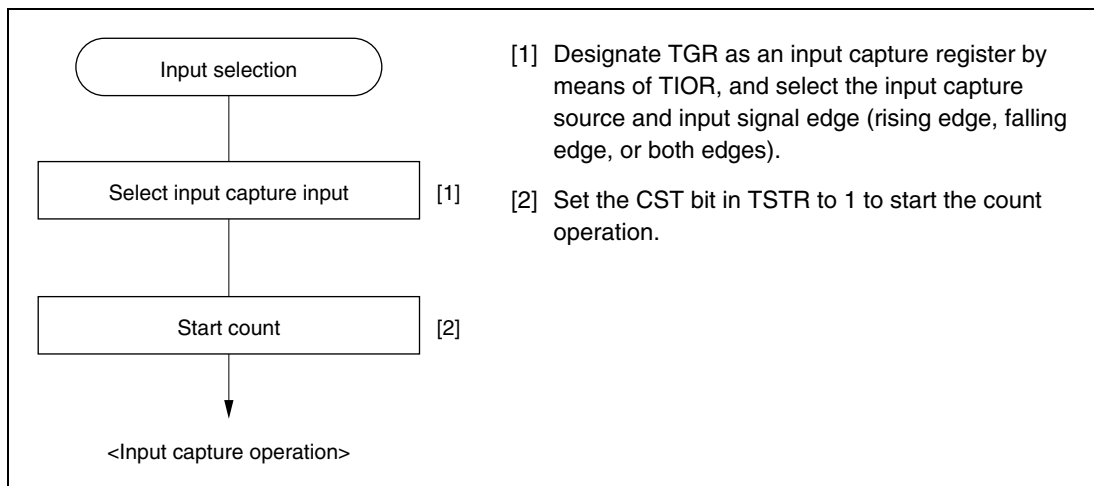 Input selection
Select input capture input
[1]
Start count
[2]
<Input capture operation>
[1] Designate TGR as an input capture register by
means of TIOR, and select the input capture
source and input signal edge (rising edge, falling
edge, or both edges).
[2] Set the CST bit in TSTR to 1 to start the count
operation.